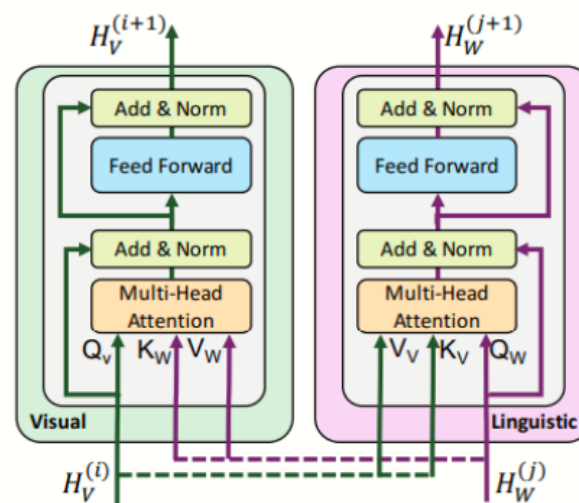 H_V^{(i+1)}
H_W^{(j+1)}
Add & Norm
Feed Forward
Add & Norm
Multi-Head
Attention
Q_v K_W V_W
Visual
Add & Norm
Feed Forward
Add & Norm
Multi-Head
Attention
V_V K_V Q_W
Linguistic
H_V^{(i)}
H_W^{(j)}